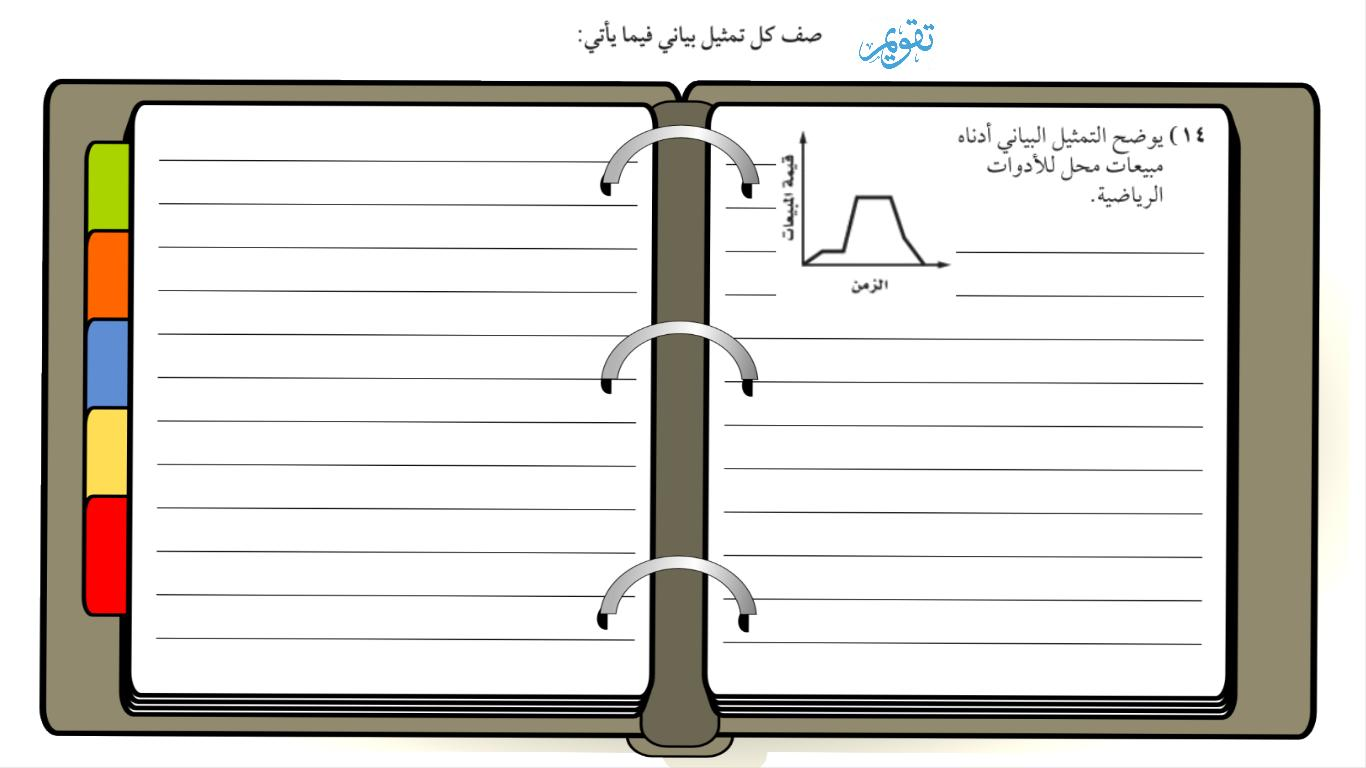 تقويم
صف كل تمثيل بياني فيما يأتي:
١٤) يوضح التمثيل البياني أدناه
مبيعات محل للأدوات
الرياضية.
قيمة المبيعات
الزمن